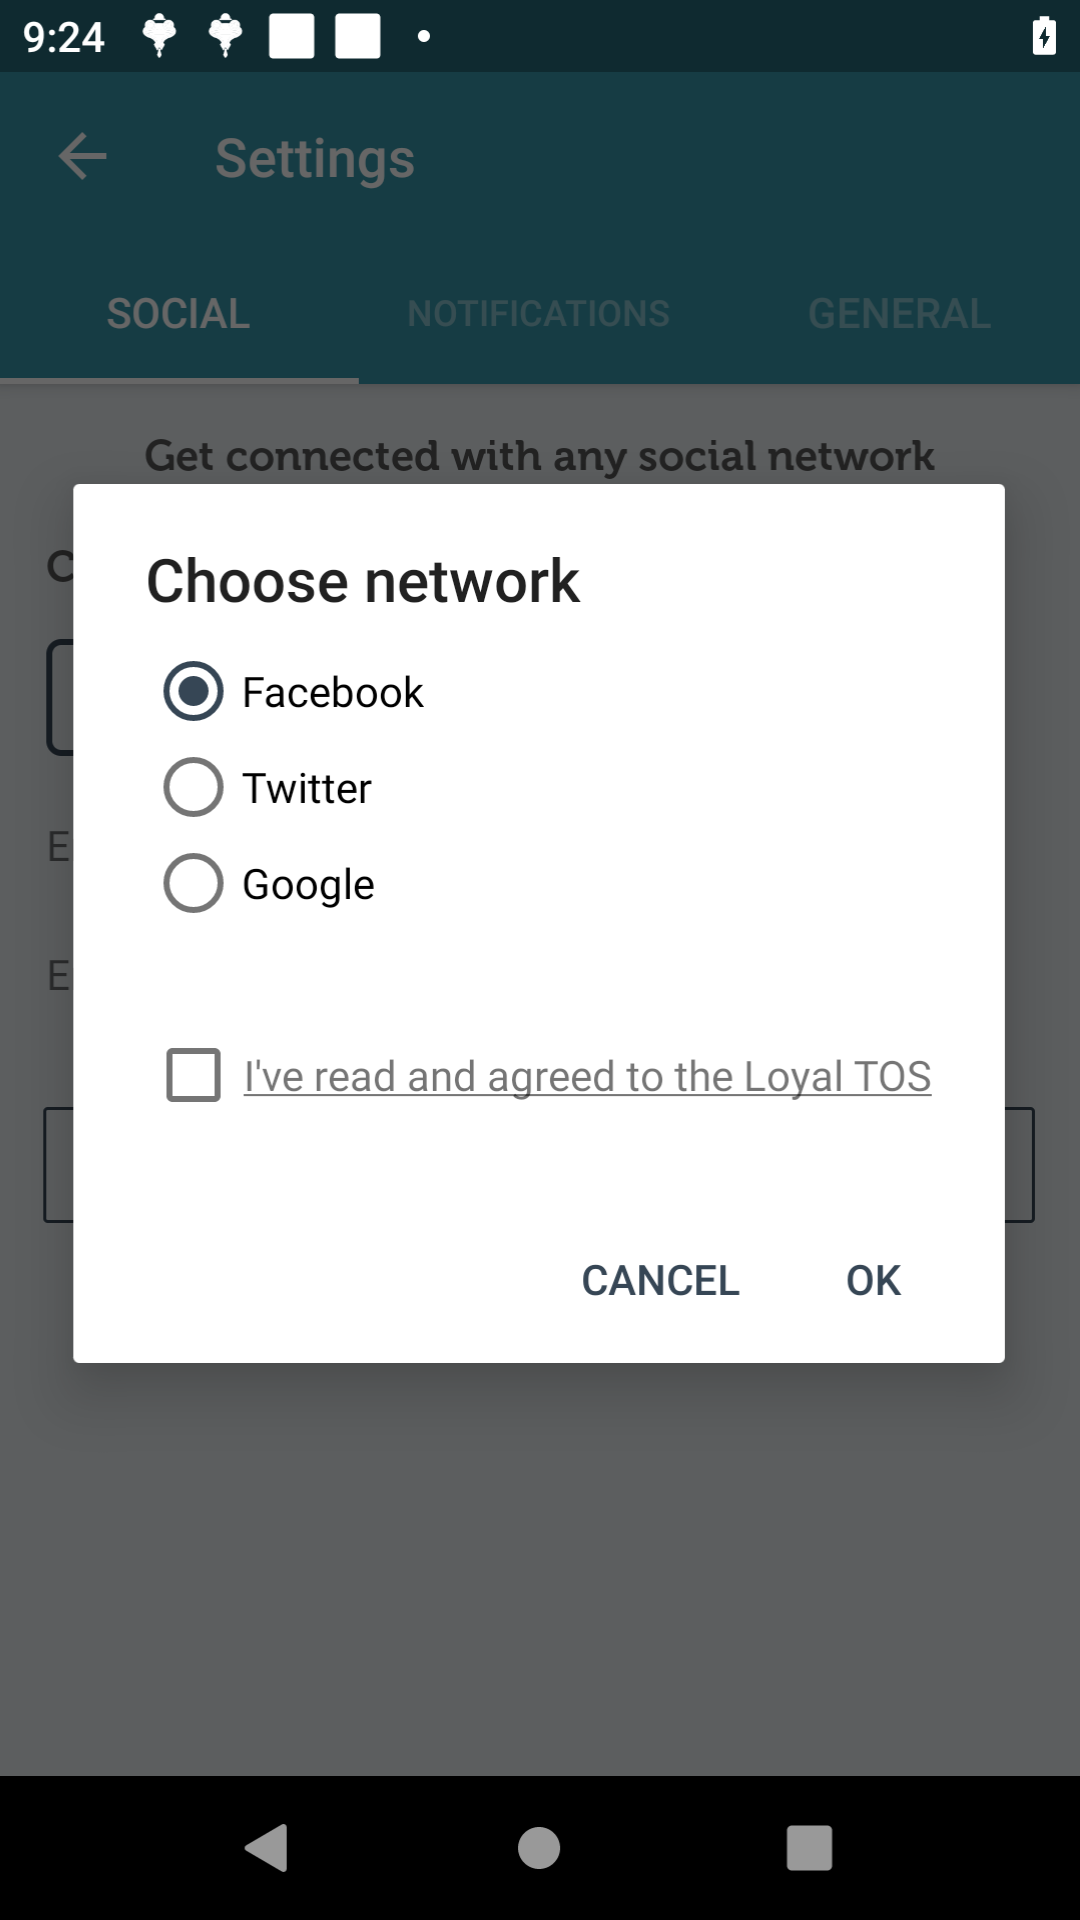 9:24
Settings
SOCIAL NOTIFICATIONS GENERAL
Get connected with any social network
Choose network
Facebook
Twitter
Google
I've read and agreed to the Loyal TOS
CANCEL OK